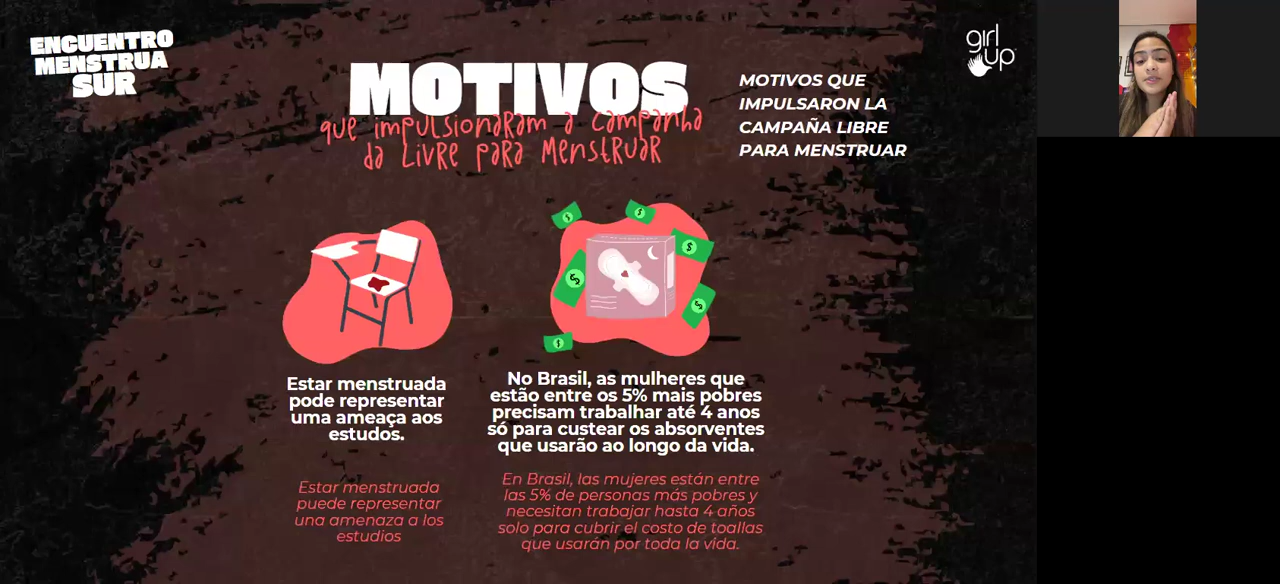 ENCUENTRO
MENSTRUA
SUR
MOTIVOS
que impulsionaram a campanha
da Livre para Menstruar
MOTIVOS QUE
IMPULSARON LA
CAMPAÑA LIBRE
PARA MENSTRUAR
girl
up
Estar menstruada
pode representar
uma ameaça aos
estudos.
Estar menstruada
puede representar
una amenaza a los
estudios
No Brasil, as mulheres que
estão entre os 5% mais pobres
precisam trabalhar até 4 anos
só para custear os absorventes
que usarão ao longo da vida.
En Brasil, las mujeres están entre
las 5% de personas más pobres y
necesitan trabajar hasta 4 años
solo para cubrir el costo de toallas
que usarán por toda la vida.